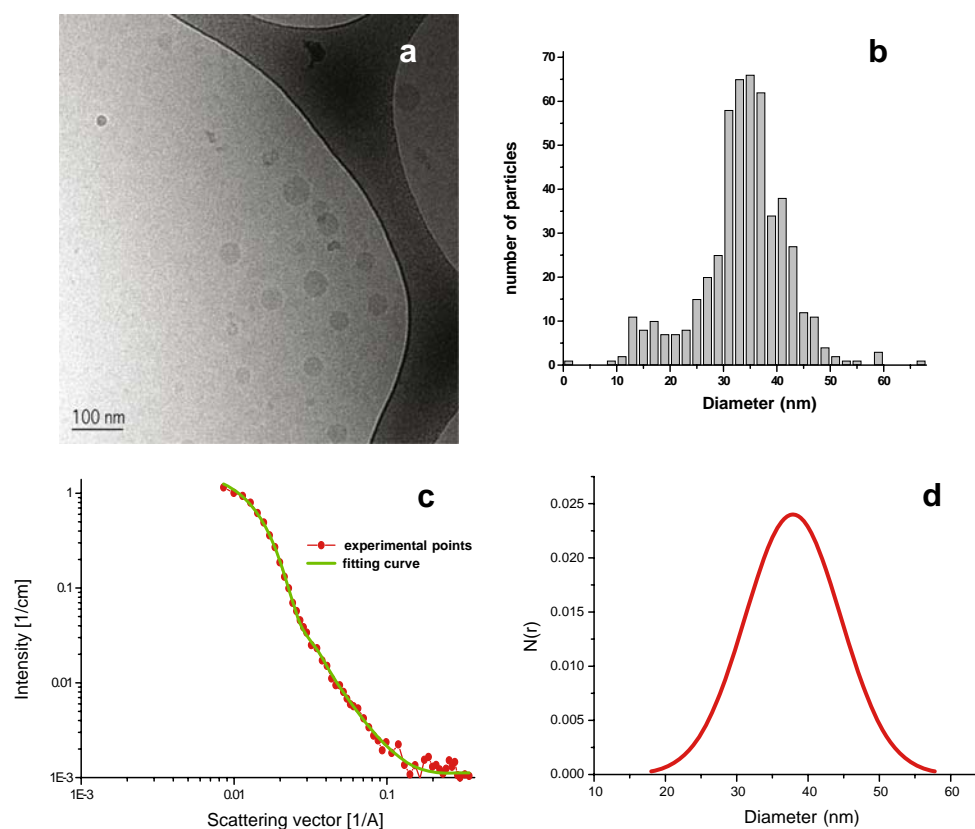 a
100 nm
b
70
60
50
40
30
20
10
0
number of particles
0 10 20 30 40 50 60
Diameter (nm)
c
1
0.1
0.01
1E-3
Intensity [1/cm]
experimental points
fitting curve
1E-3 0.01 0.1
Scattering vector [1/A]
d
0.025
0.020
0.015
0.010
0.005
0.000
N(r)
10 20 30 40 50 60
Diameter (nm)